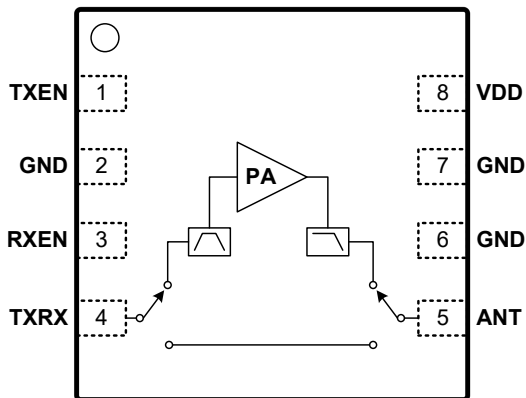 TXEN 1 8 VDD
GND 2 7 GND
PA
RXEN 3 6 GND
TXRX 4 5 ANT